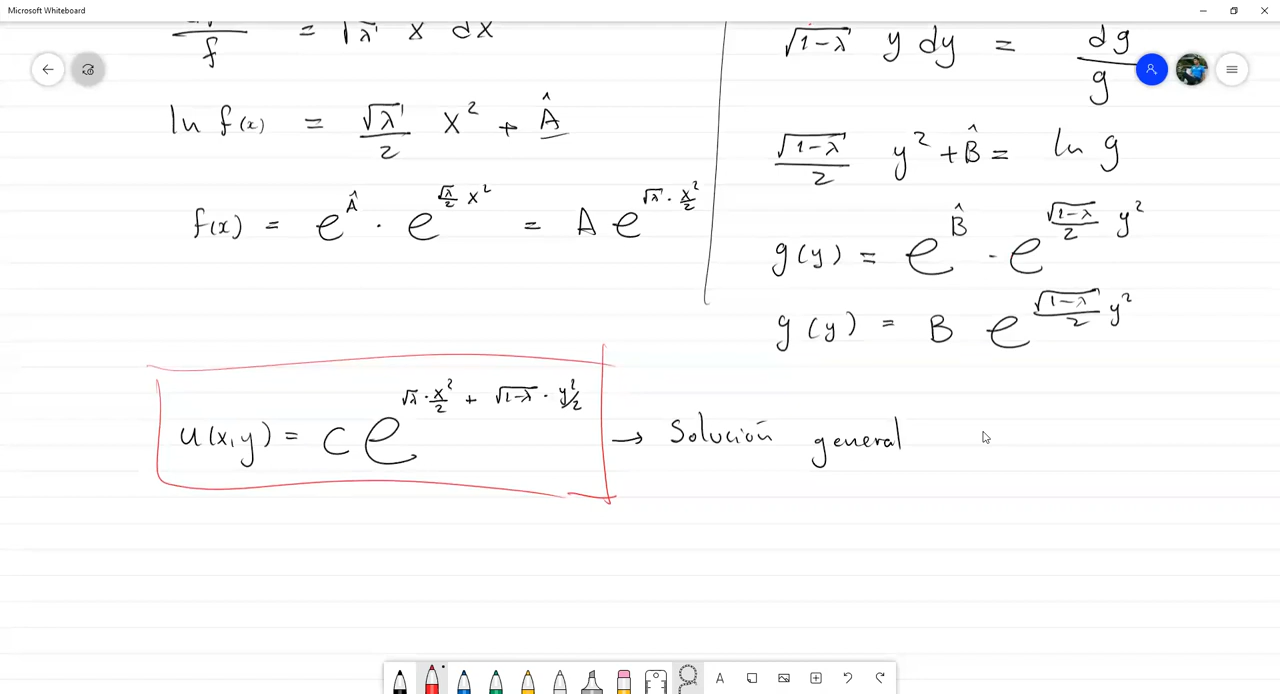 Microsoft Whiteboard
/f = √λ x dx
ln f(x) = √λ/2 x² + Â
f(x) = e^Â · e^(√λ/2 x²) = A e^(√λ · x²/2)
√(1-λ) y dy = dg/g
√(1-λ)/2 y² + B̂ = ln g
g(y) = e^B̂ · e^(√(1-λ)/2 y²)
g(y) = B e^(√(1-λ)/2 y²)
u(x,y) = C e^(√λ · x²/2 + √(1-λ) · y²/2) → Solución general
A